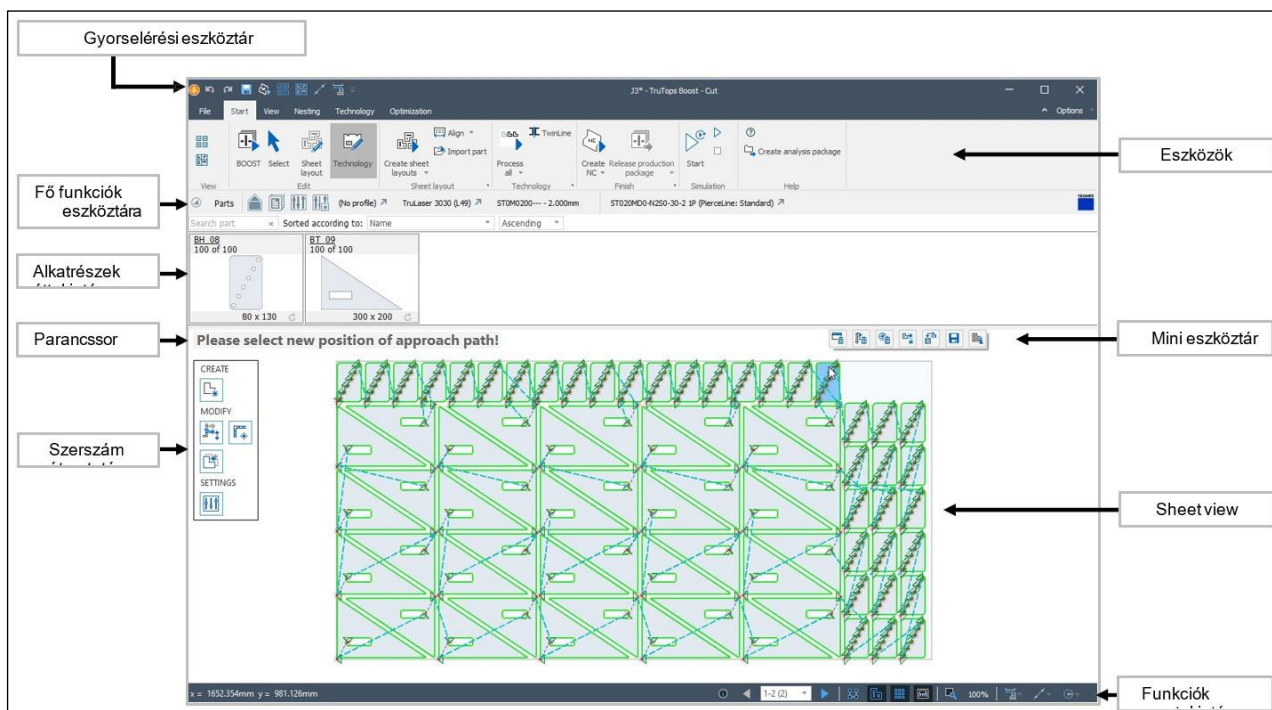 Gyorselérési eszköztár
J3* - TruTops Boost - Cut
File Start View Nesting Technology Optimization
Options
BOOST Select Sheet layout Technology
Create sheet layouts
Align
Import part
Process all
TwinLine
Create NC
Release production package
Start
Create analysis package
View Edit Sheet layout Technology Finish Simulation Help
Eszközök
Fő funkciók
eszköztára
Parts (No profile) TruLaser 3030 (L49) ST0M0200---- - 2.000mm ST020MD0-N2S0-30-2 1P (PierceLine: Standard)
Search part × Sorted according to: Name Ascending
BH_08
100 of 100
80 x 130
BT_09
100 of 100
300 x 200
Alkatrészek
Parancssor
Please select new position of approach path!
Mini eszköztár
CREATE
MODIFY
SETTINGS
Szerszám
Sheet view
x = 1652.354mm y = 981.126mm
1-2 (2)
100%
Funkciók